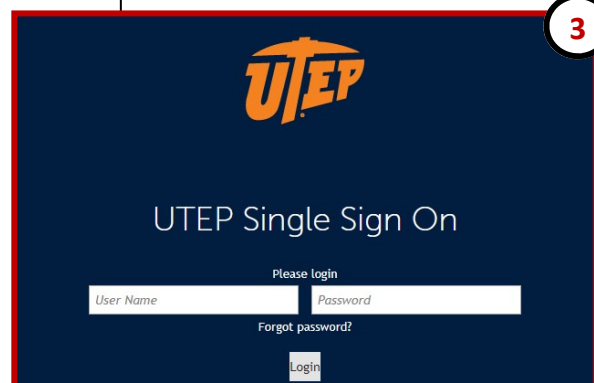 3
UTEP
UTEP Single Sign On
Please login
User Name Password
Forgot password?
Login